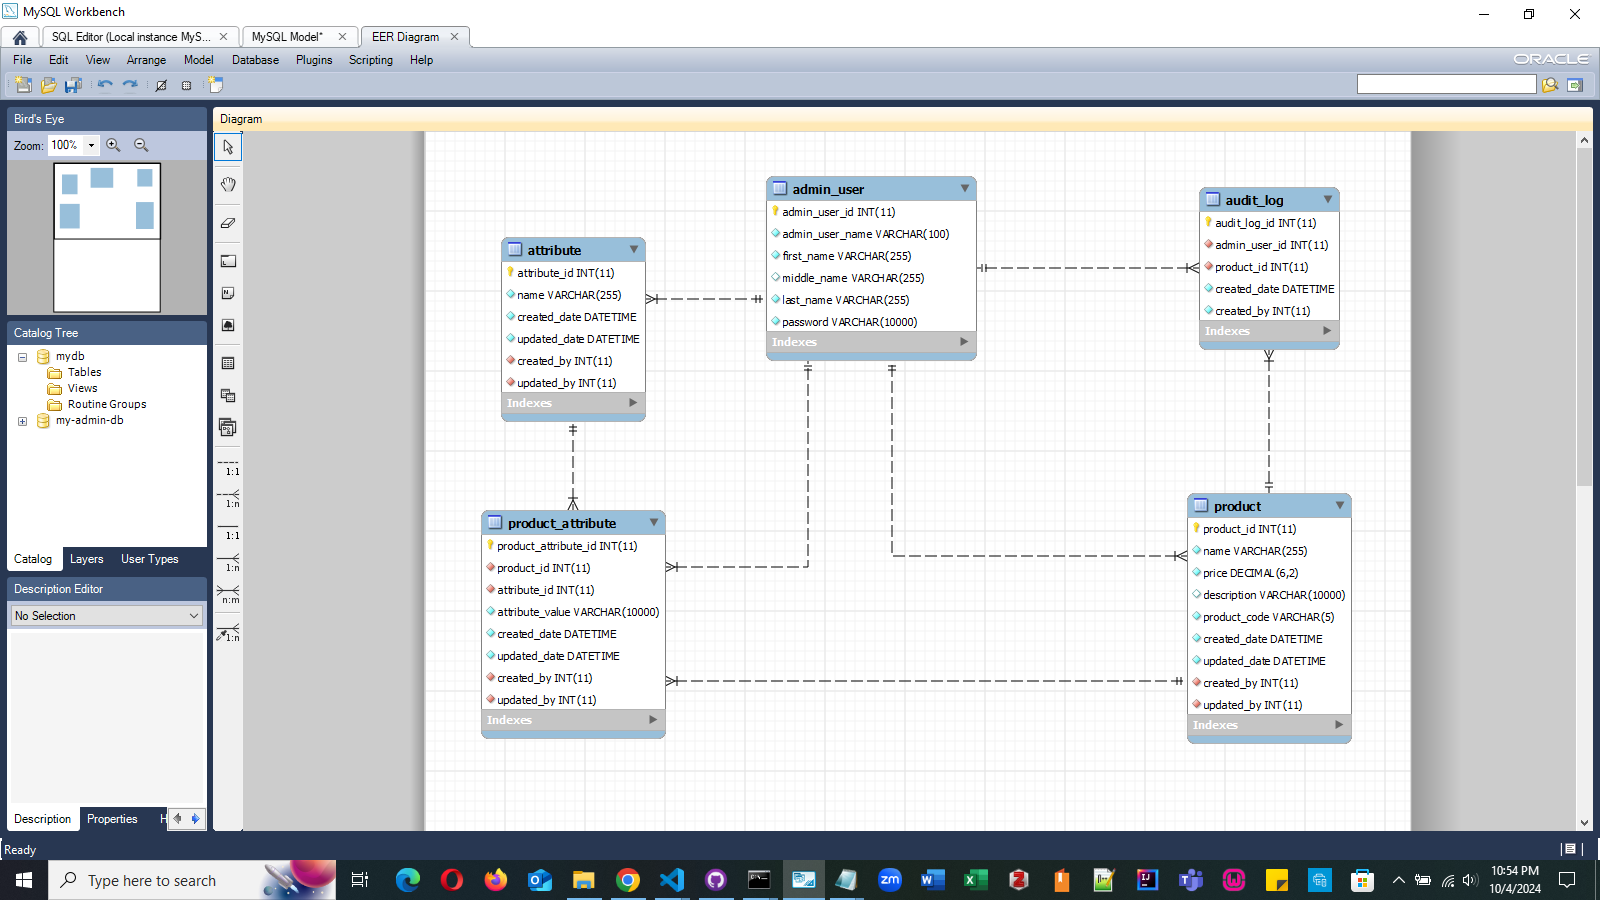 MySQL Workbench
SQL Editor (Local instance MyS...
MySQL Model*
EER Diagram
File Edit View Arrange Model Database Plugins Scripting Help
ORACLE
Bird's Eye
Zoom: 100%
Catalog Tree
mydb
Tables
Views
Routine Groups
my-admin-db
Catalog Layers User Types
Description Editor
No Selection
Description Properties H
Diagram
1:1
1:n
1:1
1:n
n:m
1:n
attribute
attribute_id INT(11)
name VARCHAR(255)
created_date DATETIME
updated_date DATETIME
created_by INT(11)
updated_by INT(11)
Indexes
admin_user
admin_user_id INT(11)
admin_user_name VARCHAR(100)
first_name VARCHAR(255)
middle_name VARCHAR(255)
last_name VARCHAR(255)
password VARCHAR(10000)
Indexes
audit_log
audit_log_id INT(11)
admin_user_id INT(11)
product_id INT(11)
created_date DATETIME
created_by INT(11)
Indexes
product_attribute
product_attribute_id INT(11)
product_id INT(11)
attribute_id INT(11)
attribute_value VARCHAR(10000)
created_date DATETIME
updated_date DATETIME
created_by INT(11)
updated_by INT(11)
Indexes
product
product_id INT(11)
name VARCHAR(255)
price DECIMAL(6,2)
description VARCHAR(10000)
product_code VARCHAR(5)
created_date DATETIME
updated_date DATETIME
created_by INT(11)
updated_by INT(11)
Indexes
Ready
Type here to search
zm
10:54 PM
10/4/2024